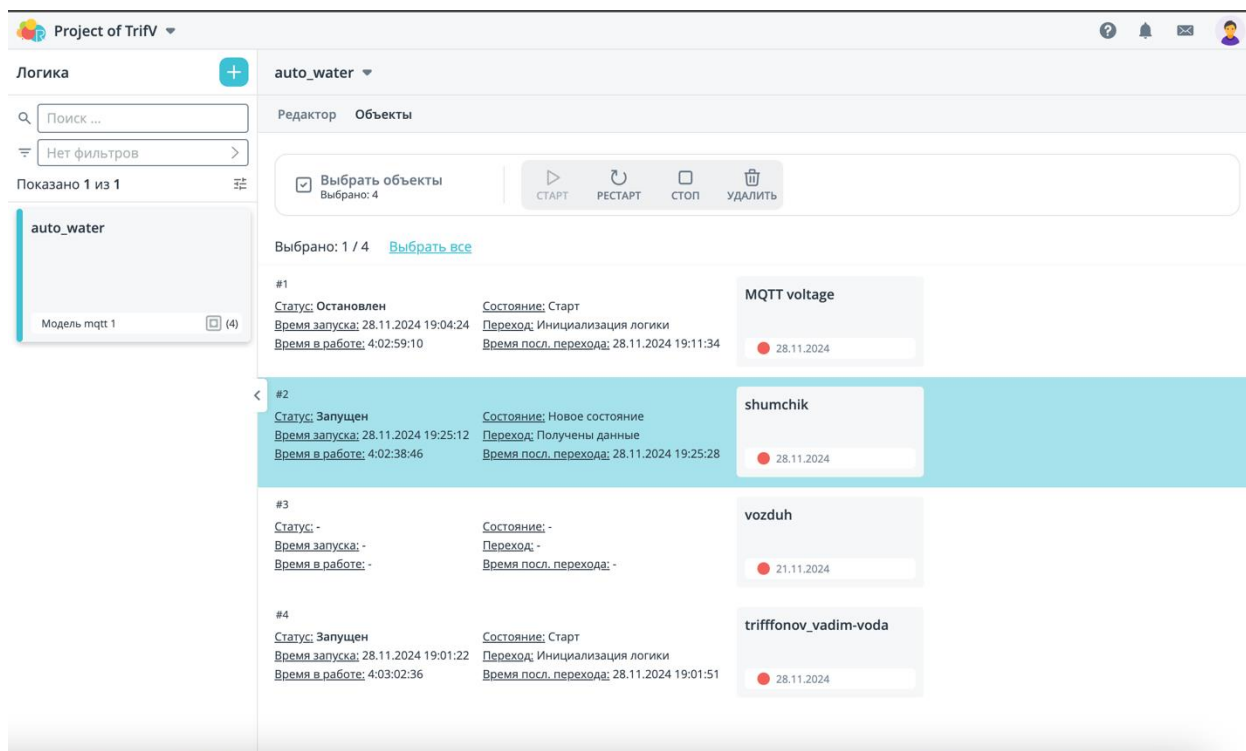 Project of TrifV
Логика
auto_water
Поиск ...
Редактор Объекты
Нет фильтров
Показано 1 из 1
Выбрать объекты
Выбрано: 4
СТАРТ РЕСТАРТ СТОП УДАЛИТЬ
auto_water
Модель mqtt 1 (4)
Выбрано: 1 / 4 Выбрать все
#1
Статус: Остановлен Состояние: Старт
Время запуска: 28.11.2024 19:04:24 Переход: Инициализация логики
Время в работе: 4:02:59:10 Время посл. перехода: 28.11.2024 19:11:34
MQTT voltage
28.11.2024
#2
Статус: Запущен Состояние: Новое состояние
Время запуска: 28.11.2024 19:25:12 Переход: Получены данные
Время в работе: 4:02:38:46 Время посл. перехода: 28.11.2024 19:25:28
shumchik
28.11.2024
#3
Статус: - Состояние: -
Время запуска: - Переход: -
Время в работе: - Время посл. перехода: -
vozduh
21.11.2024
#4
Статус: Запущен Состояние: Старт
Время запуска: 28.11.2024 19:01:22 Переход: Инициализация логики
Время в работе: 4:03:02:36 Время посл. перехода: 28.11.2024 19:01:51
trifffonov_vadim-voda
28.11.2024